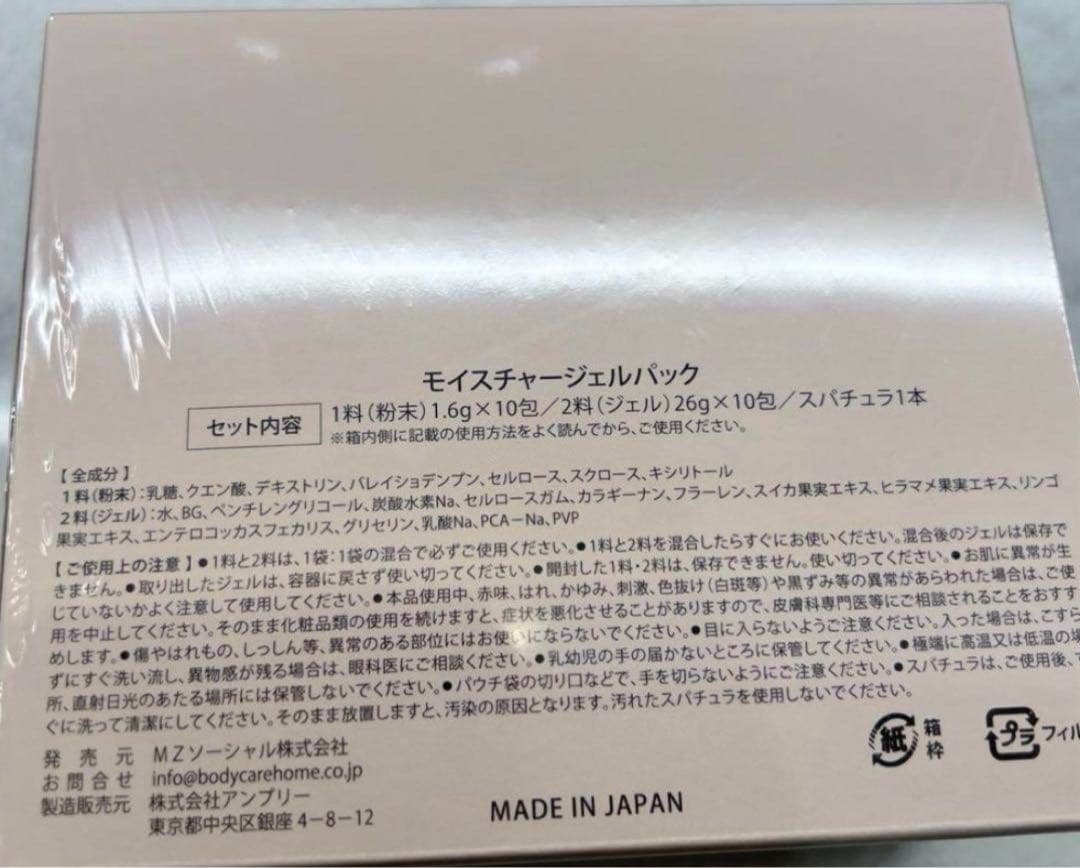 モイスチャージェルパック
セット内容 1料（粉末）1.6g×10包／2料（ジェル）26g×10包／スパチュラ1本
※箱内側に記載の使用方法をよく読んでから、ご使用ください。
【全成分】
1料（粉末）：乳糖、クエン酸、デキストリン、バレイショデンプン、セルロース、スクロース、キシリトール
2料（ジェル）：水、BG、ペンチレングリコール、炭酸水素Na、セルロースガム、カラギーナン、フラーレン、スイカ果実エキス、ヒラマメ果実エキス、リンゴ
果実エキス、エンテロコッカスフェカリス、グリセリン、乳酸Na、PCA－Na、PVP
【ご使用上の注意】●1料と2料は、1袋：1袋の混合で必ずご使用ください。●1料と2料を混合したらすぐにお使いください。混合後のジェルは保存で
きません。●取り出したジェルは、容器に戻さず使い切ってください。●開封した1料・2料は、保存できません。使い切ってください。●お肌に異常が生
じていないかよく注意して使用してください。●本品使用中、赤味、はれ、かゆみ、刺激、色抜け（白斑等）や黒ずみ等の異常があらわれた場合は、ご使
用を中止してください。そのまま化粧品類の使用を続けますと、症状を悪化させることがありますので、皮膚科専門医等にご相談されることをおすす
めします。●傷やはれもの、しっしん等、異常のある部位にはお使いにならないでください。●目に入らないようご注意ください。入った場合は、こすら
ずにすぐ洗い流し、異物感が残る場合は、眼科医にご相談ください。●乳幼児の手の届かないところに保管してください。●極端に高温又は低温の場
所、直射日光のあたる場所には保管しないでください。●パウチ袋の切り口などで、手を切らないようにご注意ください。●スパチュラは、ご使用後、す
ぐに洗って清潔にしてください。そのまま放置しますと、汚染の原因となります。汚れたスパチュラを使用しないでください。
発売元 MZソーシャル株式会社
お問合せ info@bodycarehome.co.jp
製造販売元 株式会社アンプリー
東京都中央区銀座4－8－12
MADE IN JAPAN
紙 箱
枠
プラ フィル